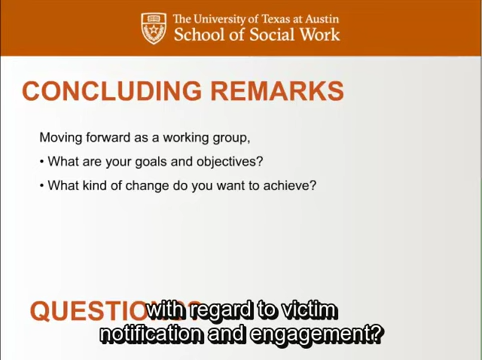 The University of Texas at Austin
School of Social Work
CONCLUDING REMARKS
Moving forward as a working group,
• What are your goals and objectives?
• What kind of change do you want to achieve?
with regard to victim
notification and engagement?